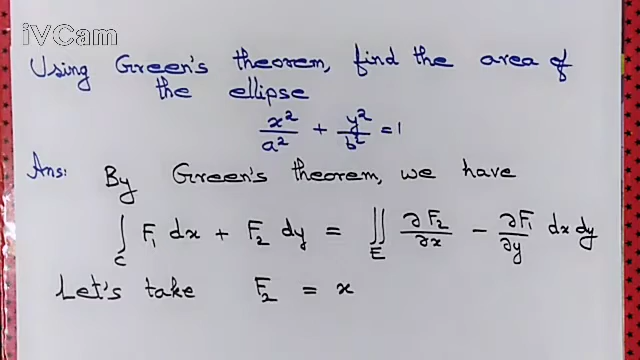 iVCam
Using Green's theorem, find the area of
the ellipse
x²/a² + y²/b² = 1
Ans: By Green's theorem, we have
∫_C F₁ dx + F₂ dy = ∬_E ∂F₂/∂x − ∂F₁/∂y dx dy
Let's take F₂ = x